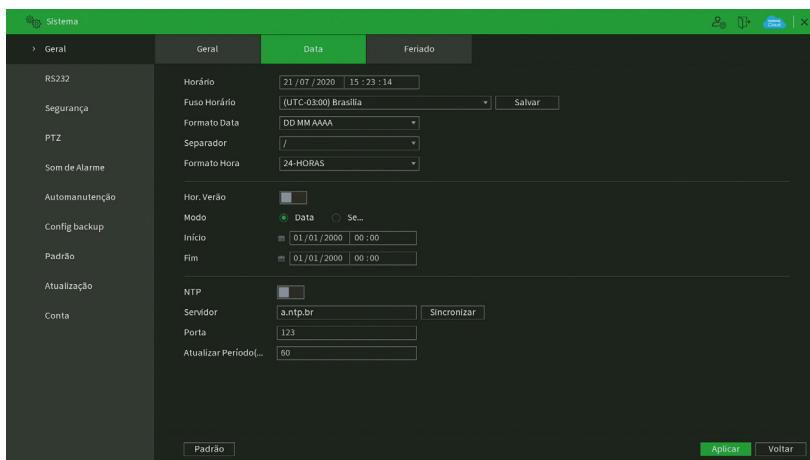 Sistema
Geral
RS232
Segurança
PTZ
Som de Alarme
Automanutenção
Config backup
Padrão
Atualização
Conta
Geral Data Feriado
Horário 21 / 07 / 2020 15 : 23 : 14
Fuso Horário (UTC-03:00) Brasília Salvar
Formato Data DD MM AAAA
Separador /
Formato Hora 24-HORAS
Hor. Verão
Modo Data Se...
Início 01 / 01 / 2000 00 : 00
Fim 01 / 01 / 2000 00 : 00
NTP
Servidor a.ntp.br Sincronizar
Porta 123
Atualizar Período(... 60
Padrão Aplicar Voltar